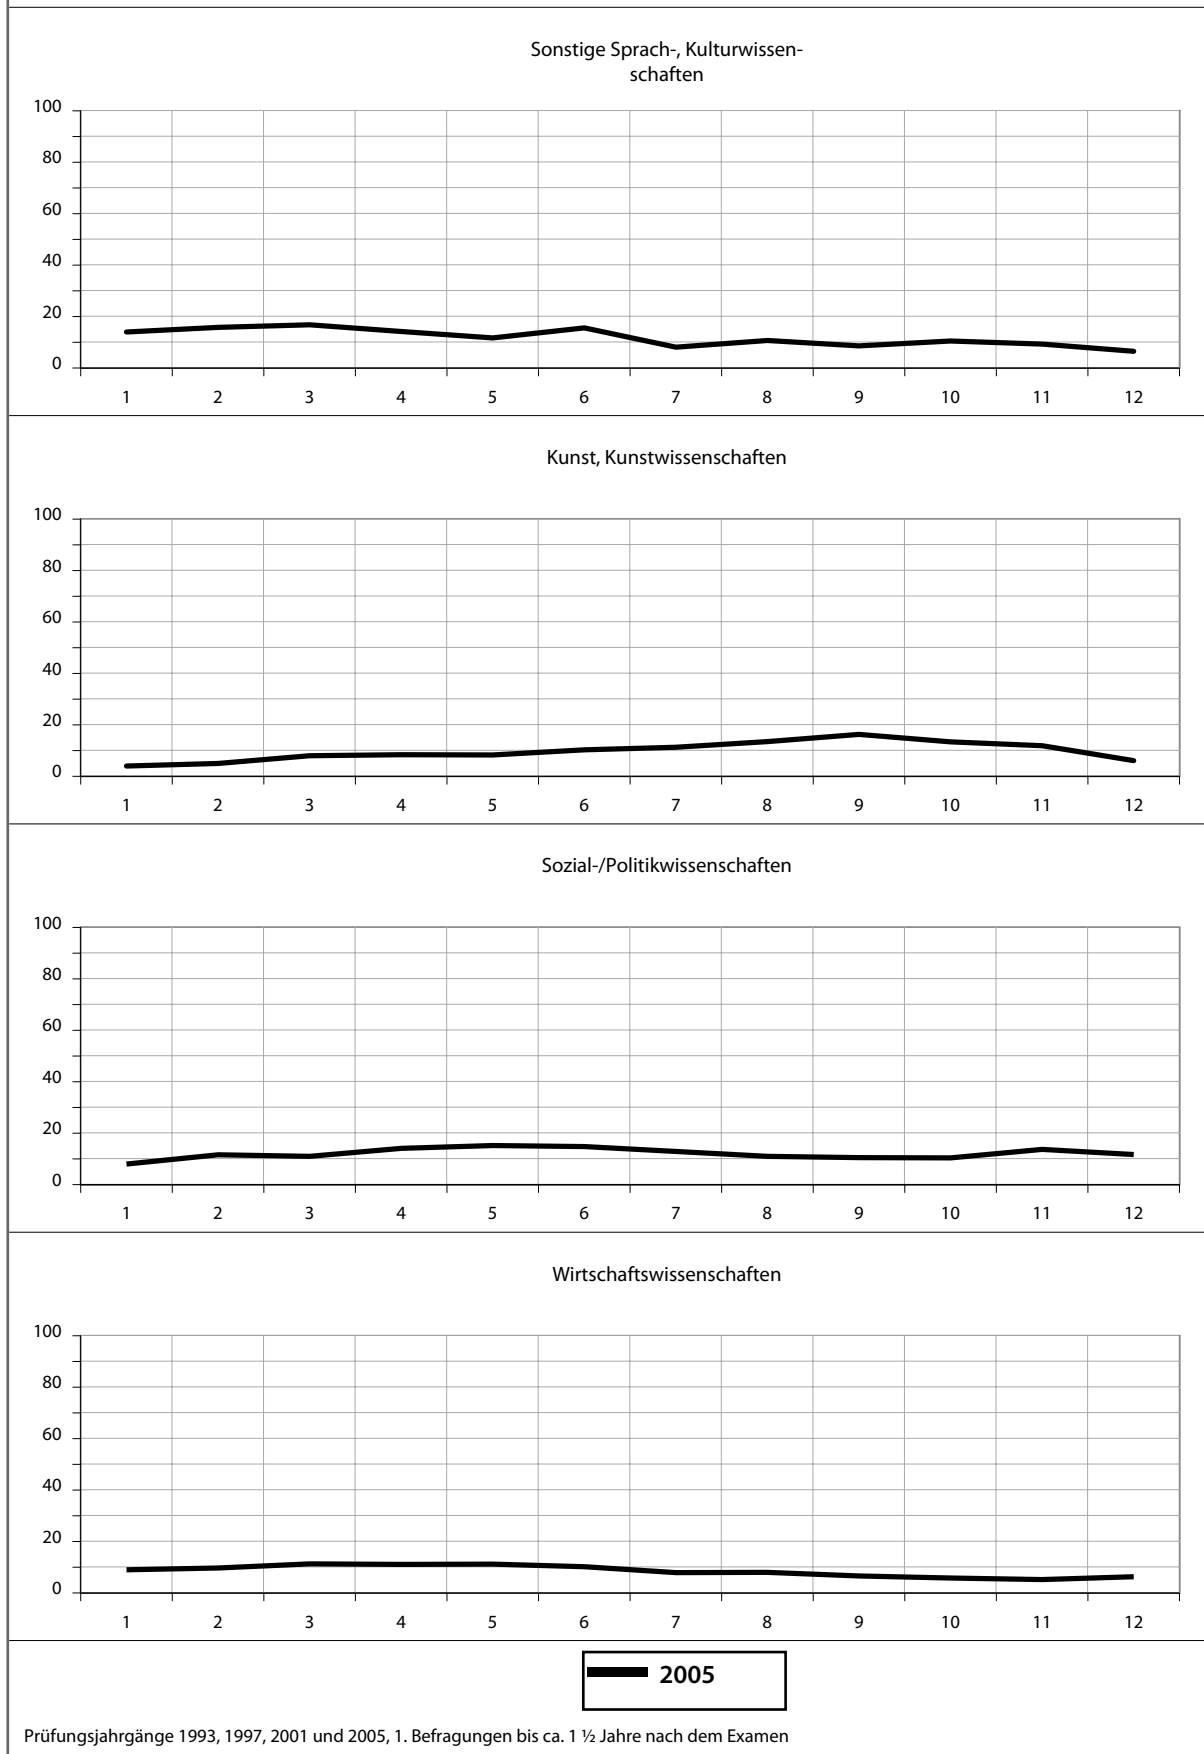 Sonstige Sprach-, Kulturwissen-
schaften
100
80
60
40
20
0
1 2 3 4 5 6 7 8 9 10 11 12
Kunst, Kunstwissenschaften
100
80
60
40
20
0
1 2 3 4 5 6 7 8 9 10 11 12
Sozial-/Politikwissenschaften
100
80
60
40
20
0
1 2 3 4 5 6 7 8 9 10 11 12
Wirtschaftswissenschaften
100
80
60
40
20
0
1 2 3 4 5 6 7 8 9 10 11 12
2005
Prüfungsjahrgänge 1993, 1997, 2001 und 2005, 1. Befragungen bis ca. 1 ½ Jahre nach dem Examen